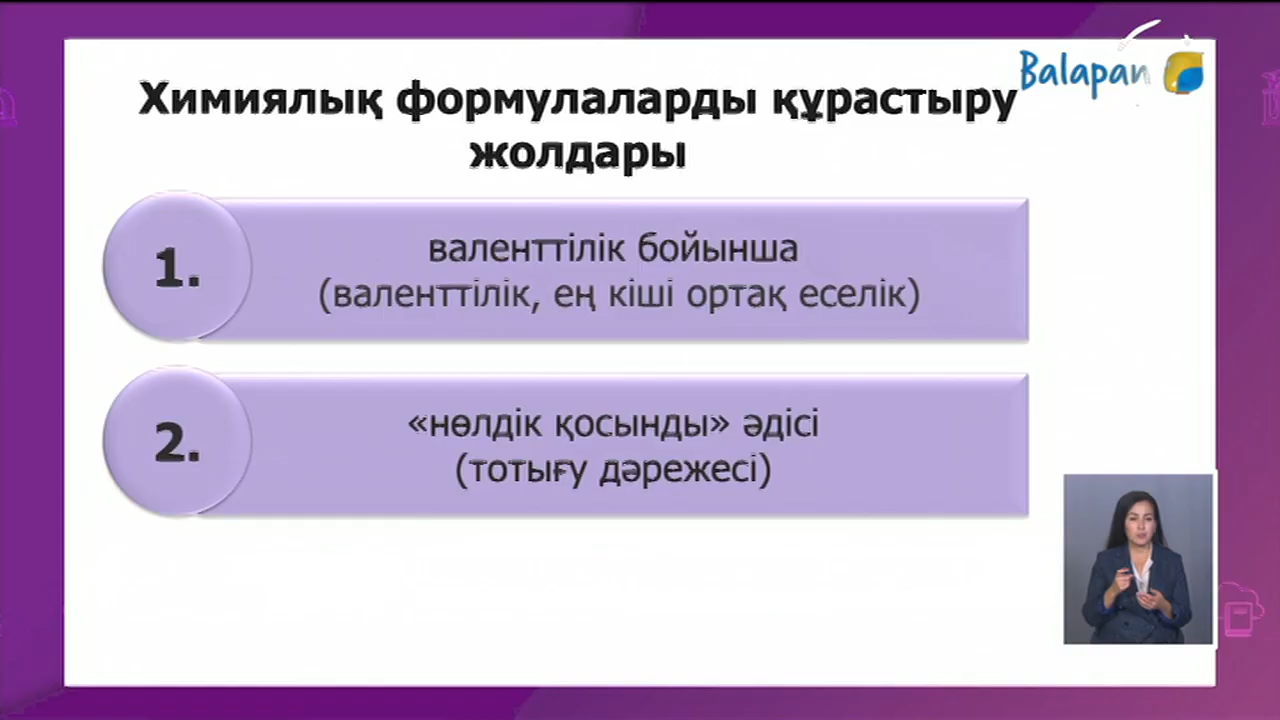 Balapan
Химиялық формулаларды құрастыру
жолдары
1.
валенттілік бойынша
(валенттілік, ең кіші ортақ еселік)
2.
«нөлдік қосынды» әдісі
(тотығу дәрежесі)